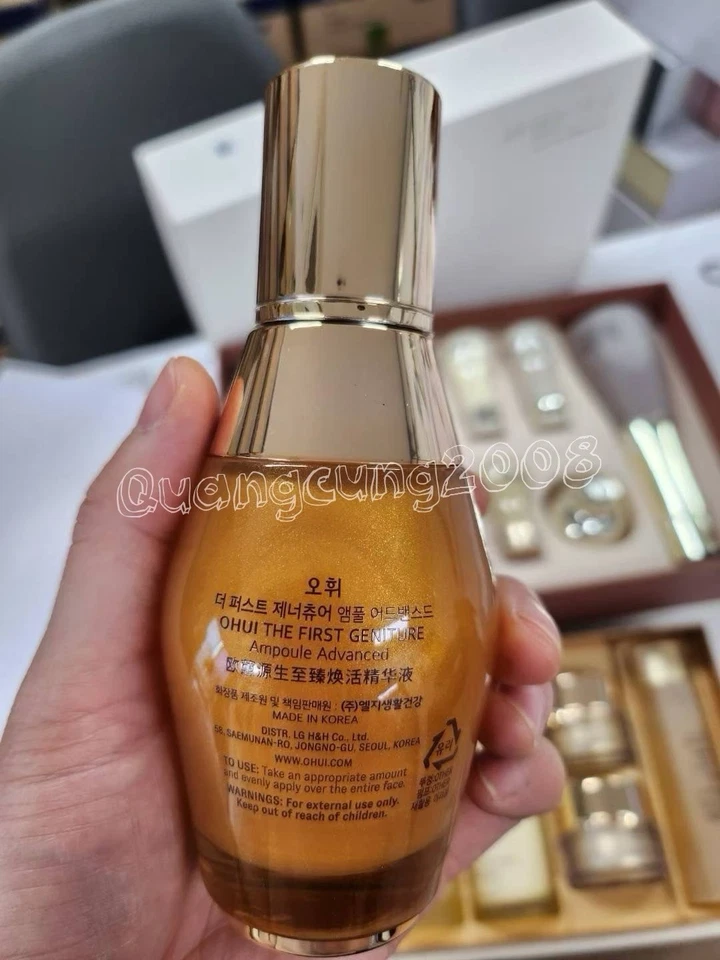 Quangcung2008
오휘
더 퍼스트 제너츄어 앰풀 어드밴스드
OHUI THE FIRST GENITURE
Ampoule Advanced
源生至臻焕活精华液
화장품 제조원 및 책임판매원 : (주)엘지생활건강
MADE IN KOREA
DISTR. LG H&H Co., Ltd.
58, SAEMUNAN-RO, JONGNO-GU, SEOUL, KOREA
WWW.OHUI.COM
유리
TO USE: Take an appropriate amount
and evenly apply over the entire face.
WARNINGS: For external use only.
Keep out of reach of children.